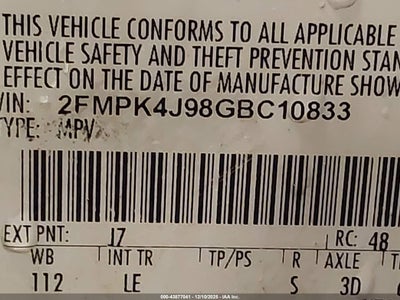 THIS VEHICLE CONFORMS TO ALL APPLICABLE
VEHICLE SAFETY AND THEFT PREVENTION STAN
EFFECT ON THE DATE OF MANUFACTURE SHOW
VIN: 2FMPK4J98GBC10833
TYPE: MPV
EXT PNT: J7 RC: 48
WB INT TR TP/PS R AXLE
112 LE S 3D
500-43877041 - 12/10/2025 - IAA Inc.